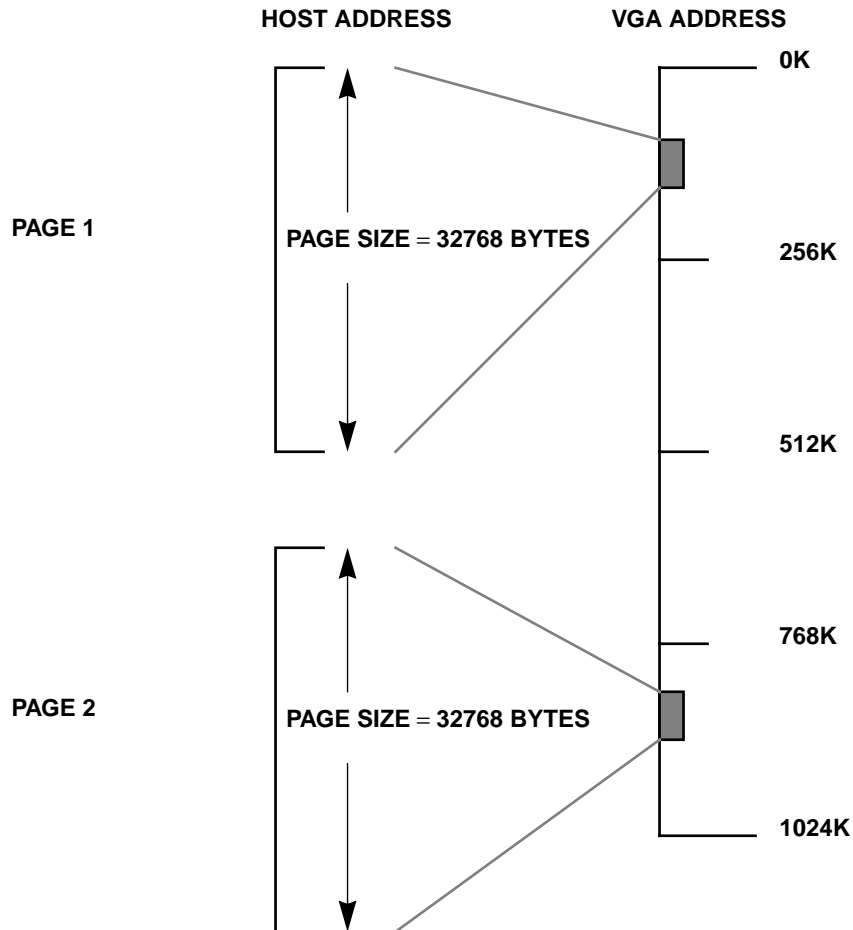 HOST ADDRESS
VGA ADDRESS
0K
PAGE 1
PAGE SIZE = 32768 BYTES
256K
512K
768K
PAGE 2
PAGE SIZE = 32768 BYTES
1024K